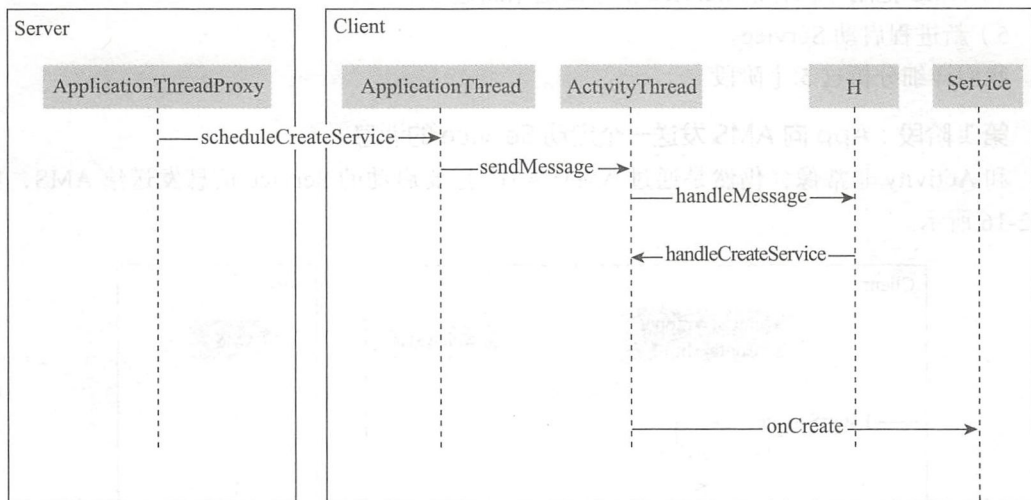 Server
Client
ApplicationThreadProxy
ApplicationThread
ActivityThread
H
Service
scheduleCreateService
sendMessage
handleMessage
handleCreateService
onCreate